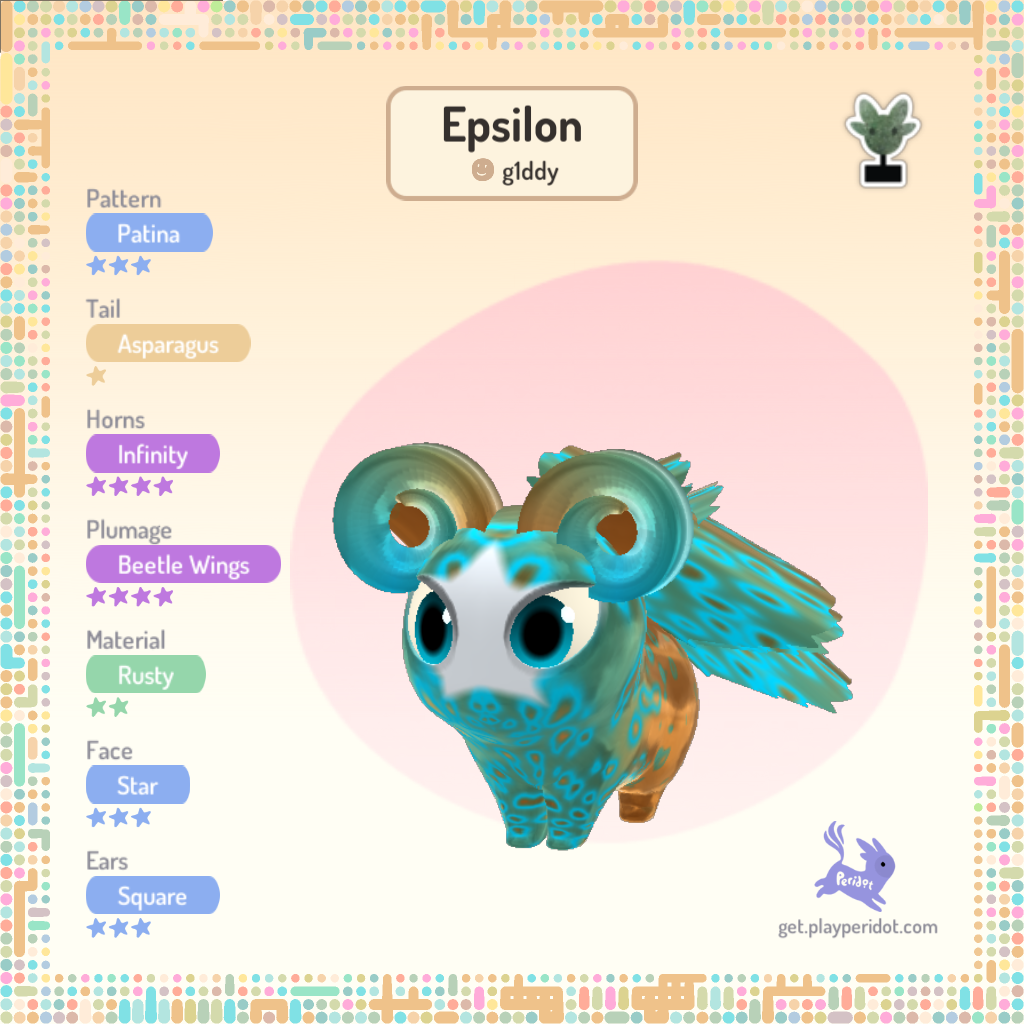 Epsilon
g1ddy
Pattern
Patina
Tail
Asparagus
Horns
Infinity
Plumage
Beetle Wings
Material
Rusty
Face
Star
Ears
Square
Peridot
get.playperidot.com